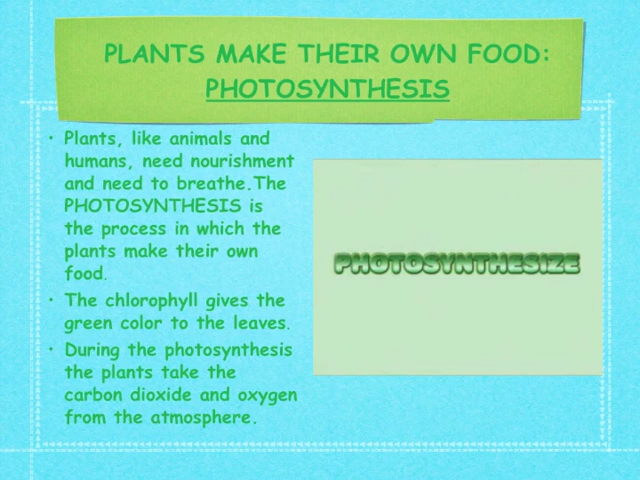 PLANTS MAKE THEIR OWN FOOD:
PHOTOSYNTHESIS
• Plants, like animals and
humans, need nourishment
and need to breathe.The
PHOTOSYNTHESIS is
the process in which the
plants make their own
food.
• The chlorophyll gives the
green color to the leaves.
• During the photosynthesis
the plants take the
carbon dioxide and oxygen
from the atmosphere.
PHOTOSYNTHESIZE